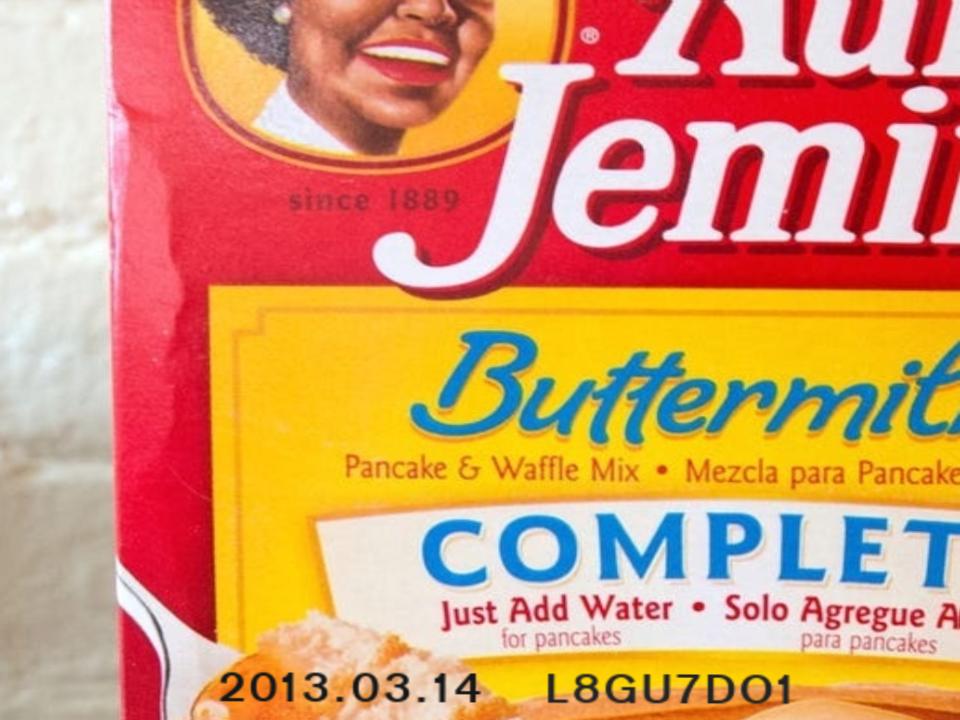 ®
Jemi
since 1889
Buttermil
Pancake & Waffle Mix • Mezcla para Pancake
COMPLET
Just Add Water • Solo Agregue A
for pancakes para pancakes
2013.03.14 L8GU7DO1